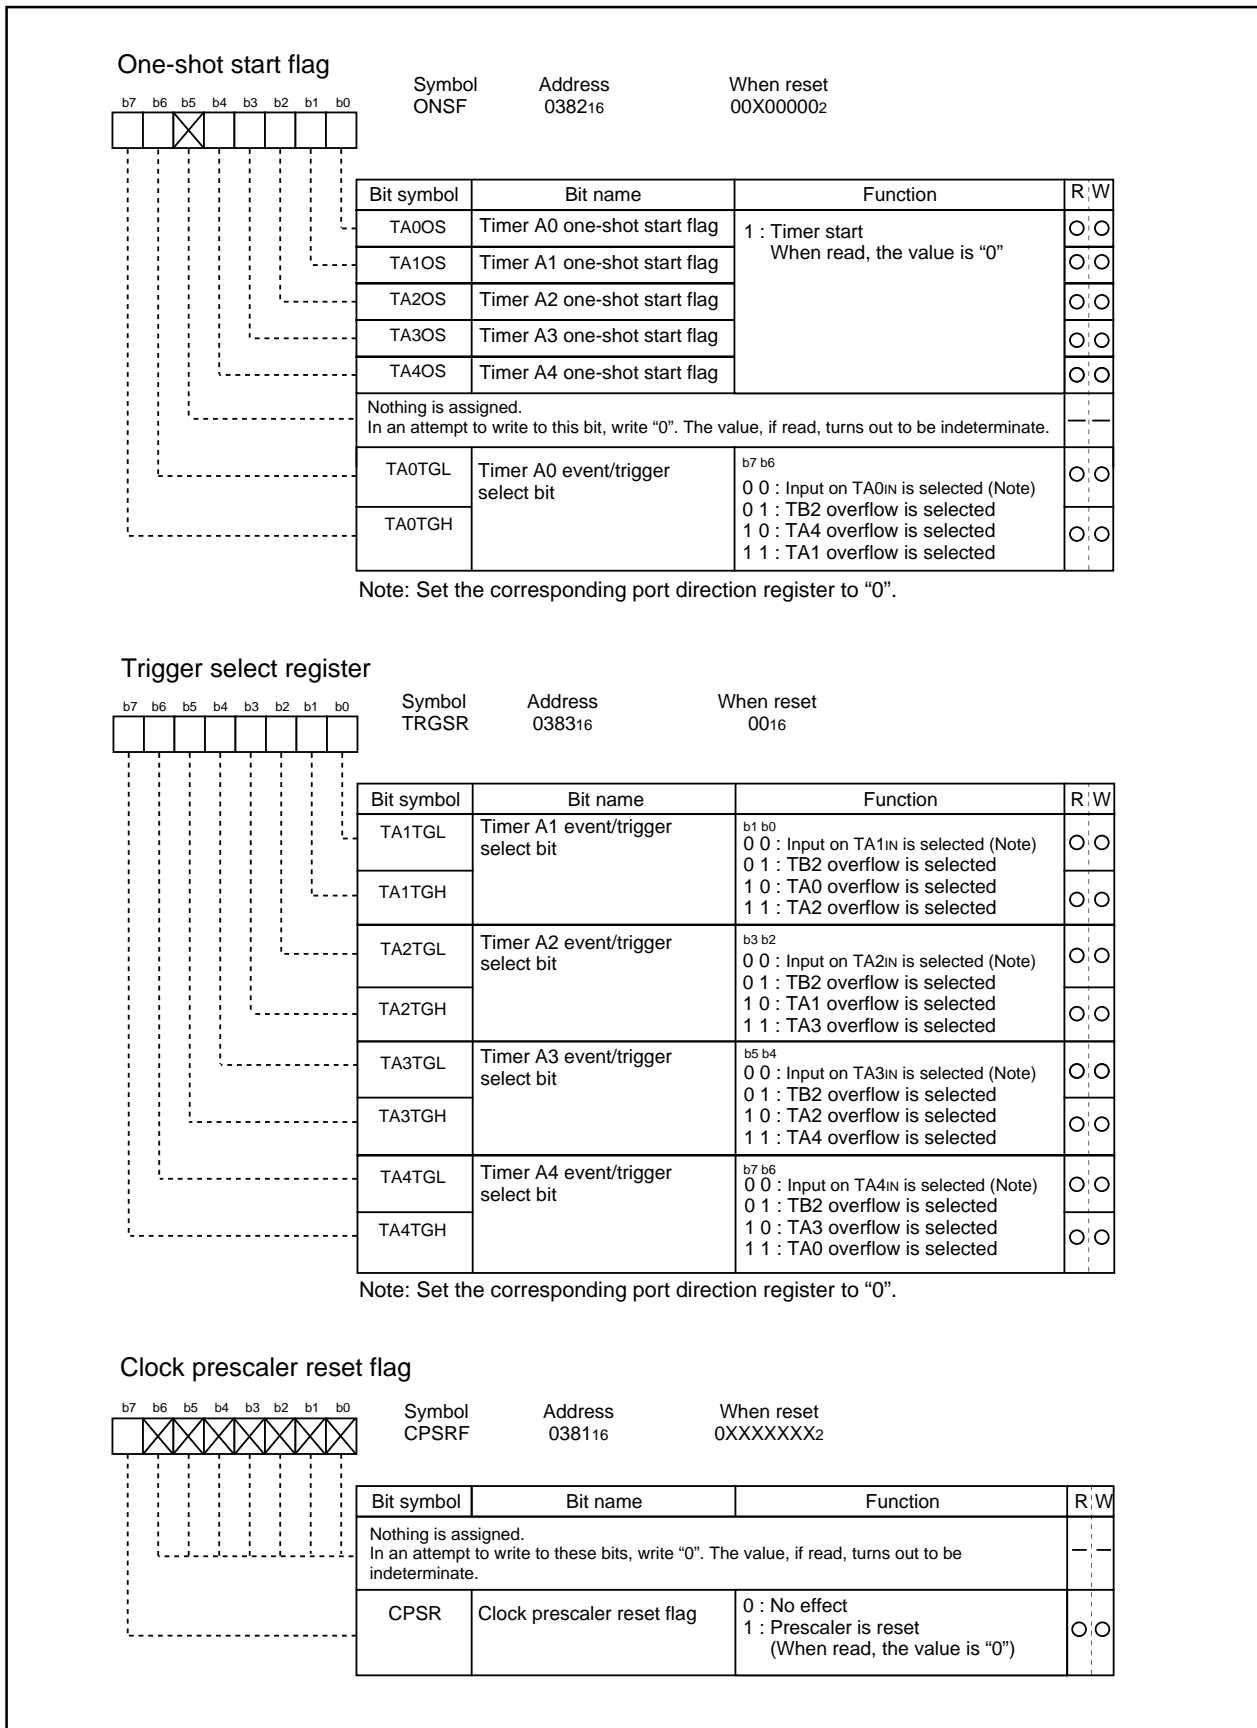 One-shot start flag
Symbol Address When reset
ONSF 038216 00X000002
b7 b6 b5 b4 b3 b2 b1 b0
Bit symbol Bit name Function R W
TA0OS Timer A0 one-shot start flag 1 : Timer start
When read, the value is “0”
TA1OS Timer A1 one-shot start flag
TA2OS Timer A2 one-shot start flag
TA3OS Timer A3 one-shot start flag
TA4OS Timer A4 one-shot start flag
Nothing is assigned.
In an attempt to write to this bit, write “0”. The value, if read, turns out to be indeterminate. — —
TA0TGL Timer A0 event/trigger
select bit
b7 b6
0 0 : Input on TA0IN is selected (Note)
0 1 : TB2 overflow is selected
TA0TGH 1 0 : TA4 overflow is selected
1 1 : TA1 overflow is selected
Note: Set the corresponding port direction register to “0”.
Trigger select register
Symbol Address When reset
TRGSR 038316 0016
b7 b6 b5 b4 b3 b2 b1 b0
Bit symbol Bit name Function R W
TA1TGL Timer A1 event/trigger
select bit
b1 b0
0 0 : Input on TA1IN is selected (Note)
0 1 : TB2 overflow is selected
TA1TGH 1 0 : TA0 overflow is selected
1 1 : TA2 overflow is selected
TA2TGL Timer A2 event/trigger
select bit
b3 b2
0 0 : Input on TA2IN is selected (Note)
0 1 : TB2 overflow is selected
TA2TGH 1 0 : TA1 overflow is selected
1 1 : TA3 overflow is selected
TA3TGL Timer A3 event/trigger
select bit
b5 b4
0 0 : Input on TA3IN is selected (Note)
0 1 : TB2 overflow is selected
TA3TGH 1 0 : TA2 overflow is selected
1 1 : TA4 overflow is selected
TA4TGL Timer A4 event/trigger
select bit
b7 b6
0 0 : Input on TA4IN is selected (Note)
0 1 : TB2 overflow is selected
TA4TGH 1 0 : TA3 overflow is selected
1 1 : TA0 overflow is selected
Note: Set the corresponding port direction register to “0”.
Clock prescaler reset flag
Symbol Address When reset
CPSRF 038116 0XXXXXXX2
b7 b6 b5 b4 b3 b2 b1 b0
Bit symbol Bit name Function R W
Nothing is assigned.
In an attempt to write to these bits, write “0”. The value, if read, turns out to be
indeterminate. — —
CPSR Clock prescaler reset flag 0 : No effect
1 : Prescaler is reset
(When read, the value is “0”)